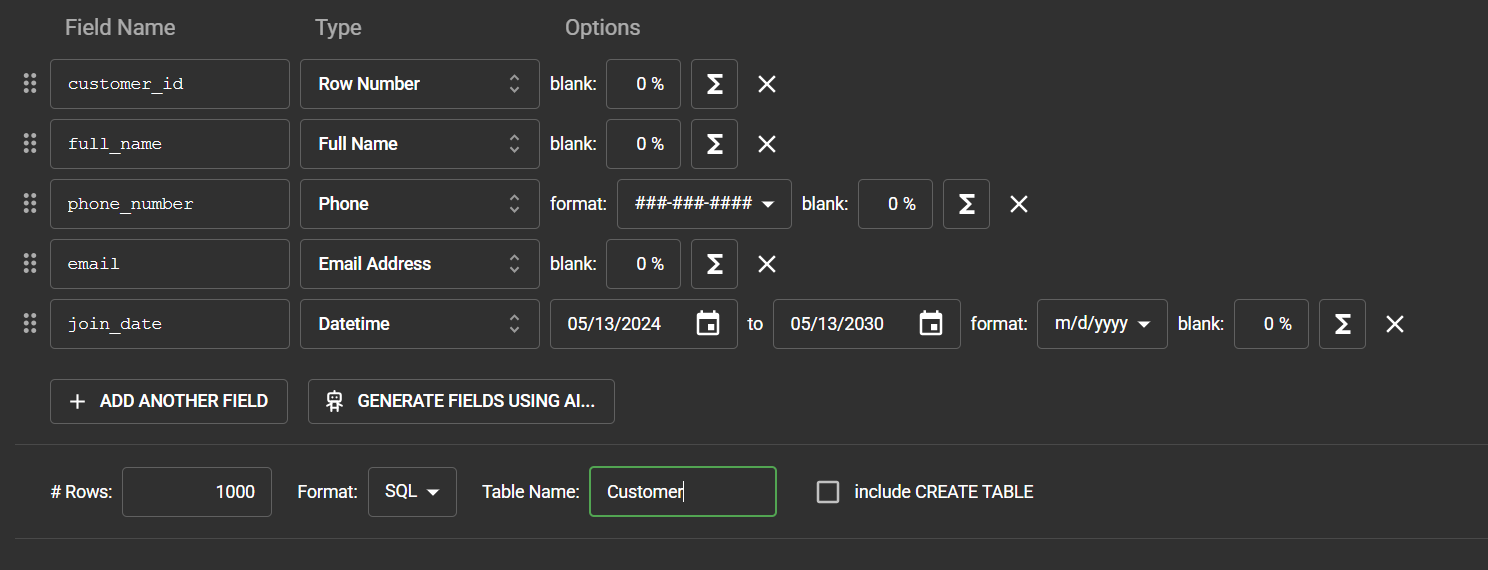 Field Name Type Options
customer_id Row Number blank: 0 % Σ
full_name Full Name blank: 0 % Σ
phone_number Phone format: ###-###-#### blank: 0 % Σ
email Email Address blank: 0 % Σ
join_date Datetime 05/13/2024 to 05/13/2030 format: m/d/yyyy blank: 0 % Σ
+ ADD ANOTHER FIELD GENERATE FIELDS USING AI...
# Rows: 1000 Format: SQL Table Name: Customer include CREATE TABLE